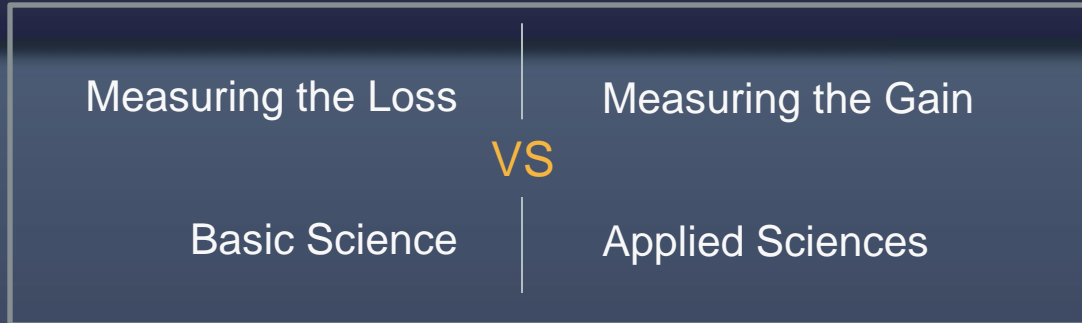 Measuring the Loss
Measuring the Gain
VS
Basic Science
Applied Sciences